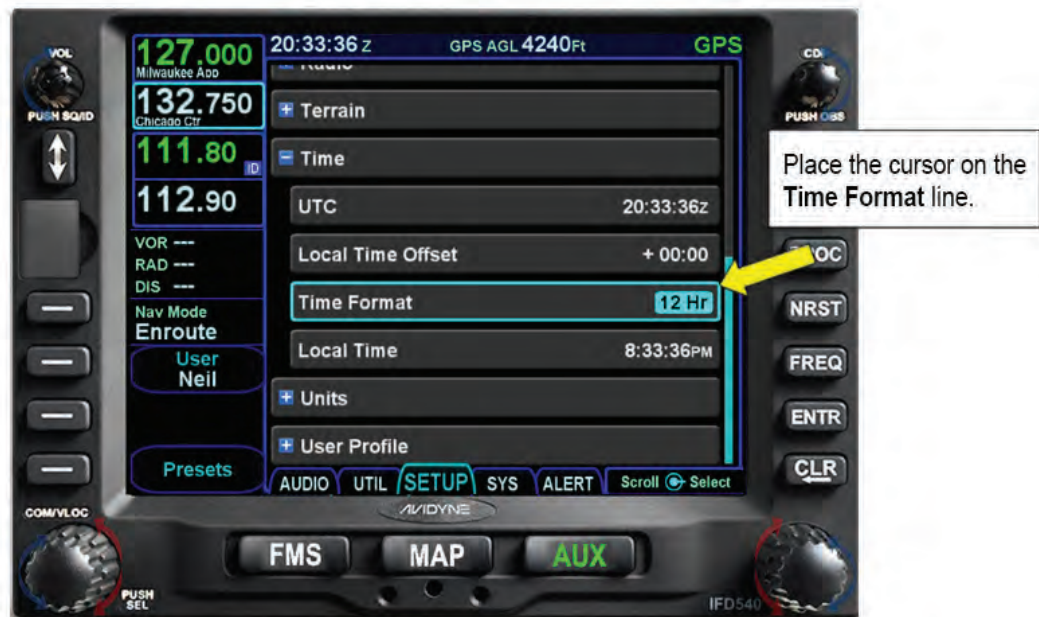 VOL
PUSH SQ/ID
127.000
Milwaukee App
132.750
Chicago Ctr
111.80 ID
112.90
VOR ---
RAD ---
DIS ---
Nav Mode
Enroute
User
Neil
Presets
20:33:36 Z GPS AGL 4240Ft GPS
Radio
Terrain
Time
UTC 20:33:36Z
Local Time Offset + 00:00
Time Format 12 Hr
Local Time 8:33:36PM
Units
User Profile
AUDIO UTIL SETUP SYS ALERT Scroll Select
PUSH OBS
Place the cursor on the
Time Format line.
NRST
FREQ
ENTR
CLR
COM/VLOC
PUSH
SEL
AVIDYNE
FMS MAP AUX
IFD540